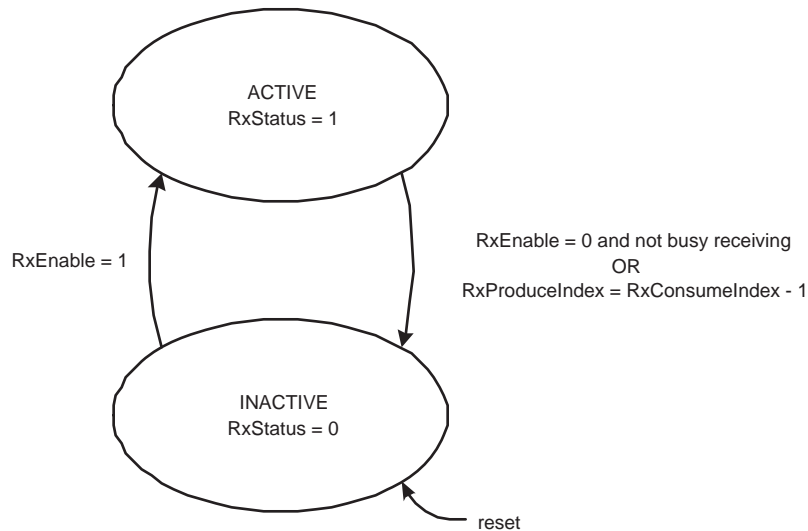 ACTIVE
RxStatus = 1
RxEnable = 1
RxEnable = 0 and not busy receiving
OR
RxProduceIndex = RxConsumeIndex - 1
INACTIVE
RxStatus = 0
reset